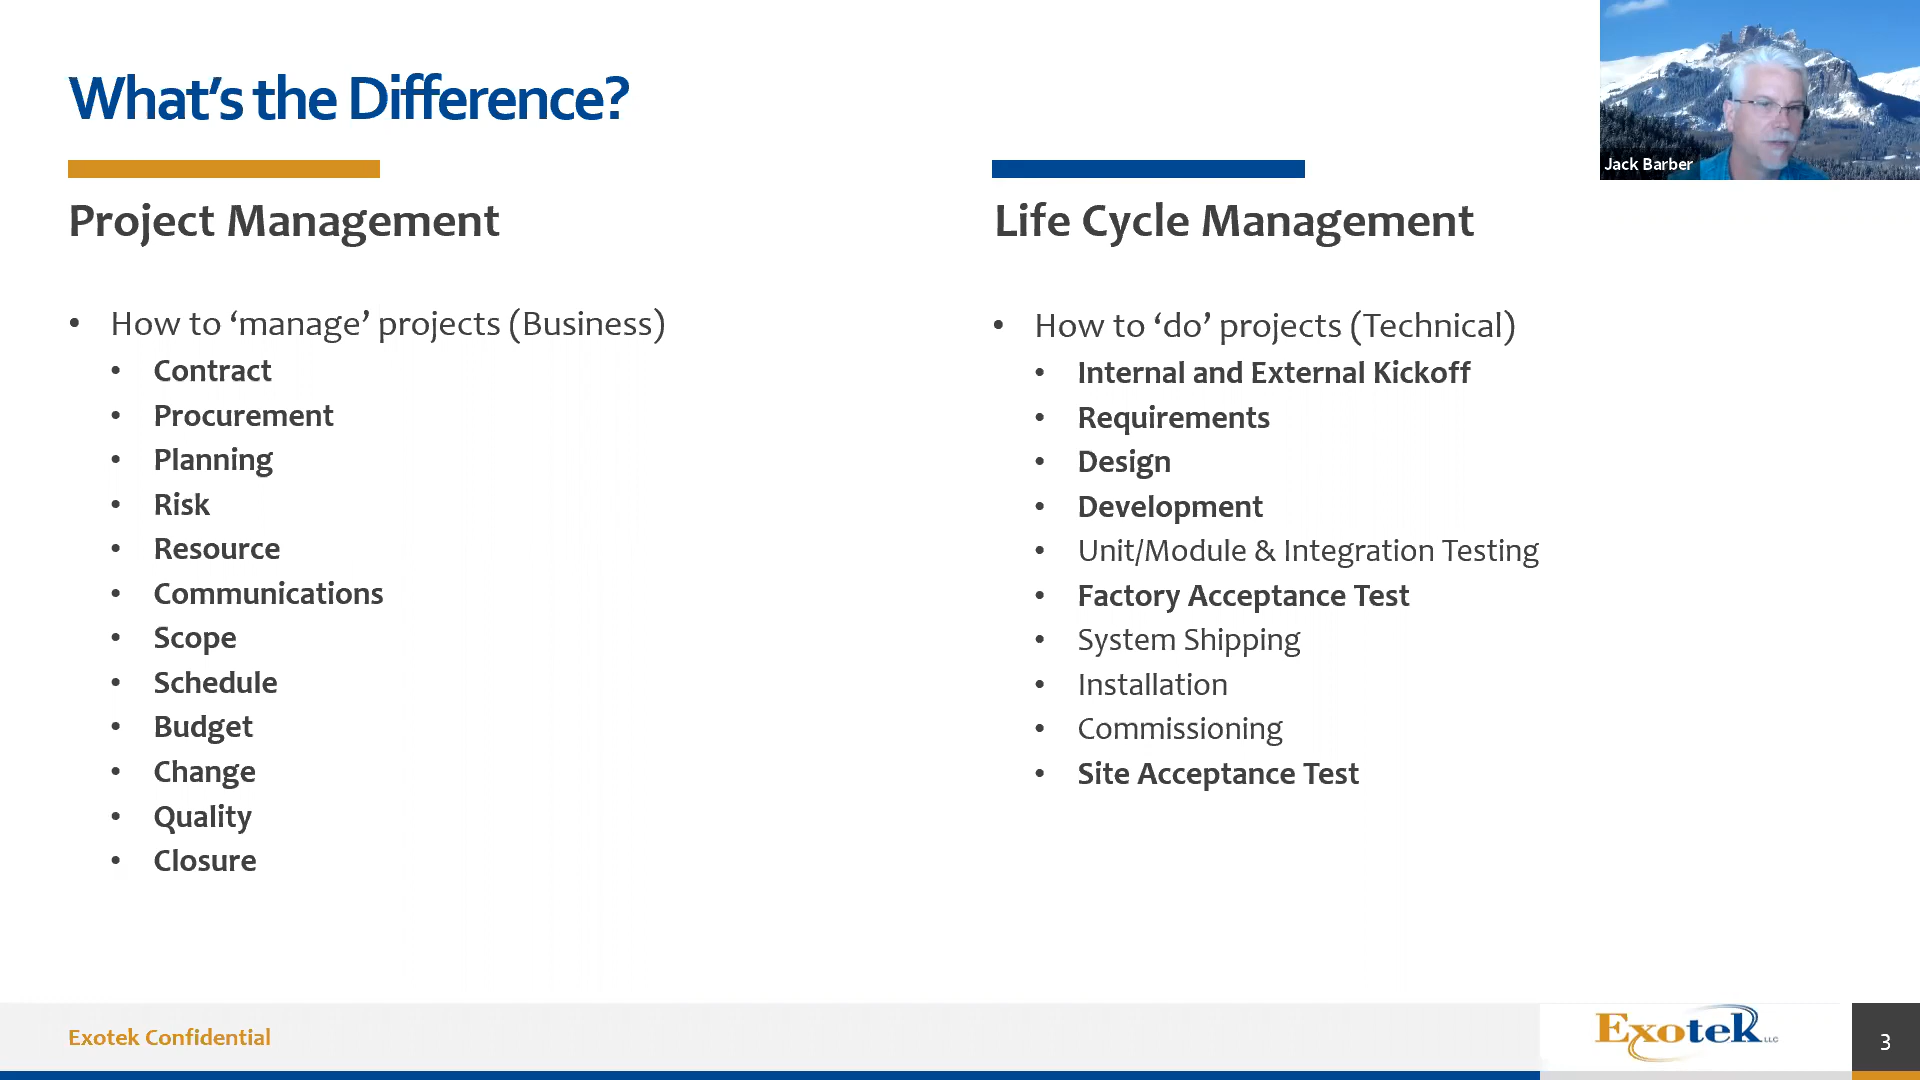 What's the Difference?
Jack Barber
Project Management
• How to ‘manage’ projects (Business)
• Contract
• Procurement
• Planning
• Risk
• Resource
• Communications
• Scope
• Schedule
• Budget
• Change
• Quality
• Closure
Life Cycle Management
• How to ‘do’ projects (Technical)
• Internal and External Kickoff
• Requirements
• Design
• Development
• Unit/Module & Integration Testing
• Factory Acceptance Test
• System Shipping
• Installation
• Commissioning
• Site Acceptance Test
Exotek Confidential
Exotek LLC
3